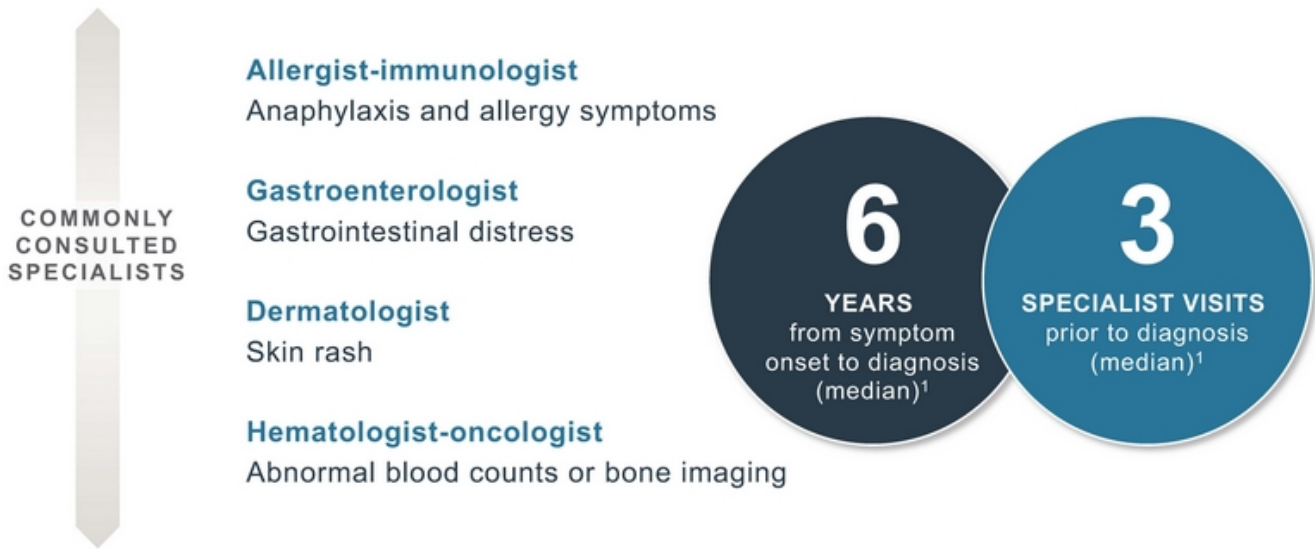 COMMONLY
CONSULTED
SPECIALISTS
Allergist-immunologist
Anaphylaxis and allergy symptoms
Gastroenterologist
Gastrointestinal distress
Dermatologist
Skin rash
Hematologist-oncologist
Abnormal blood counts or bone imaging
6
YEARS
from symptom
onset to diagnosis
(median)¹
3
SPECIALIST VISITS
prior to diagnosis
(median)¹